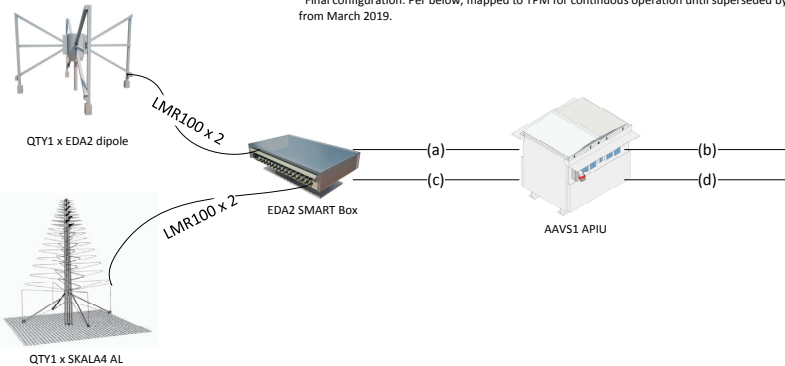 "Final configuration: Per below, mapped to TPM for continuous operation until superseded by
from March 2019.
LMR100 x 2
QTY1 x EDA2 dipole
(a)
(b)
(c)
(d)
LMR100 x 2
EDA2 SMART Box
AAVS1 APIU
QTY1 x SKALA4 AL